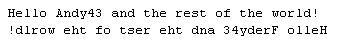 Hello Andy43 and the rest of the world!
!dlrow eht fo tser eht dna 34yderF olleH